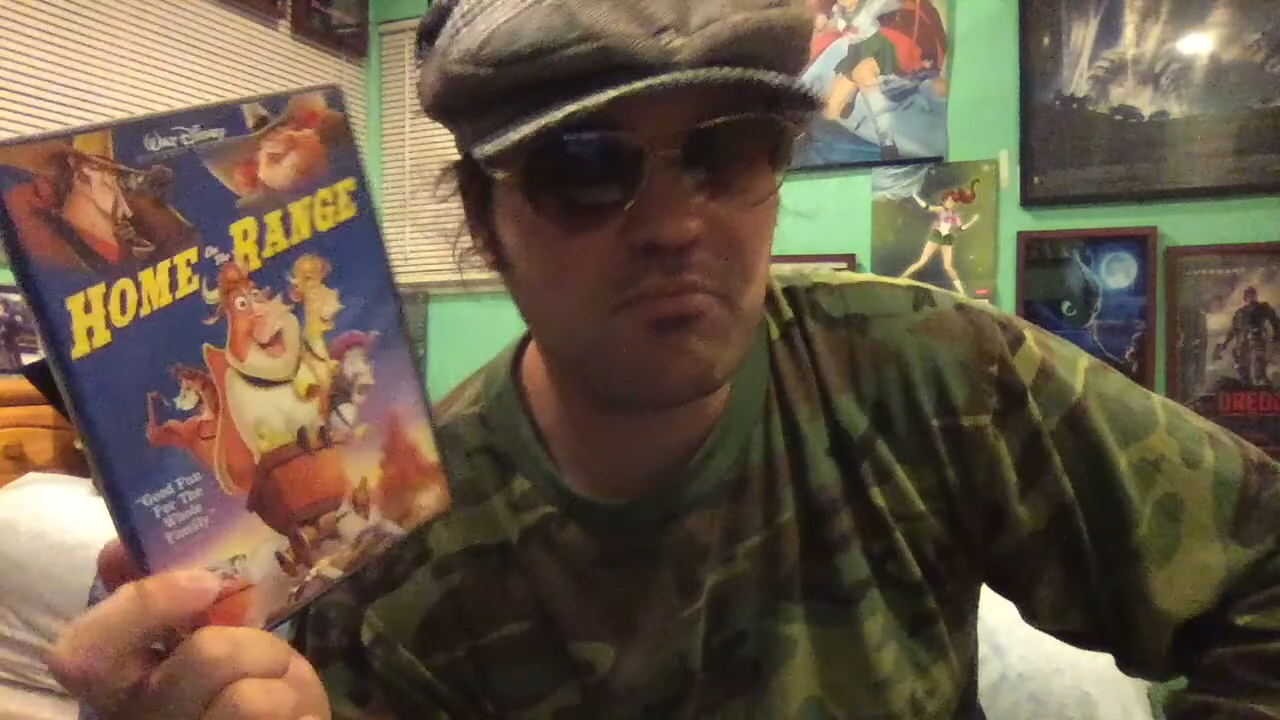 WALT DISNEY
HOME ON THE RANGE
"Good Fun
For The
Whole
Family"
DREDD